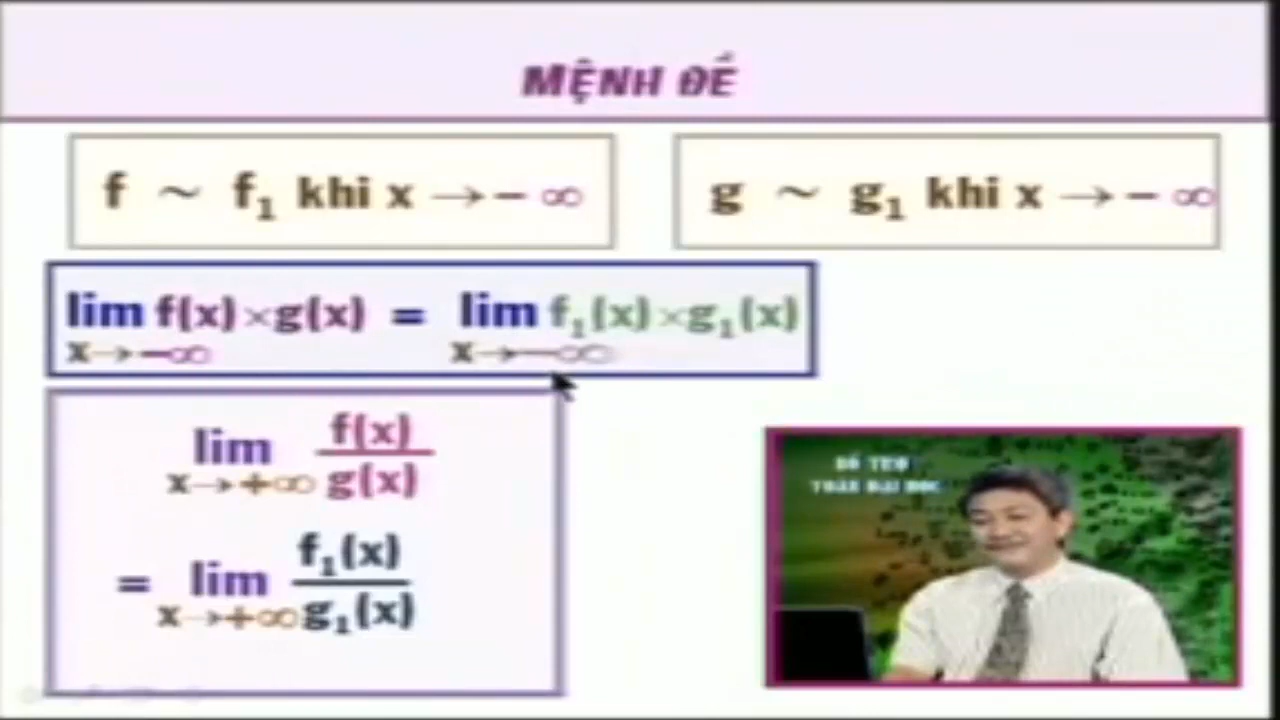 MỆNH ĐỀ
f ~ f₁ khi x → - ∞
g ~ g₁ khi x → - ∞
lim f(x)×g(x) = lim f₁(x)×g₁(x)
x→-∞ x→-∞
lim f(x)/g(x)
x→+∞
= lim f₁(x)/g₁(x)
x→+∞